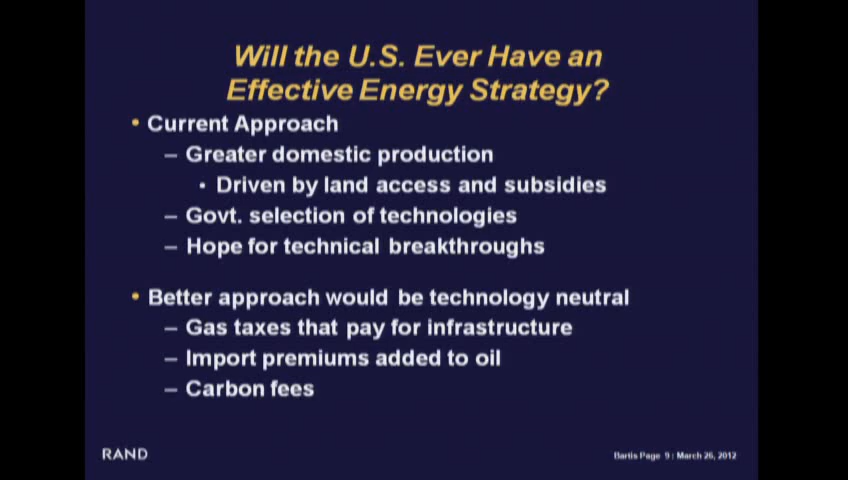 Will the U.S. Ever Have an
Effective Energy Strategy?
• Current Approach
– Greater domestic production
• Driven by land access and subsidies
– Govt. selection of technologies
– Hope for technical breakthroughs
• Better approach would be technology neutral
– Gas taxes that pay for infrastructure
– Import premiums added to oil
– Carbon fees
RAND
Bartis Page 9 : March 26, 2012